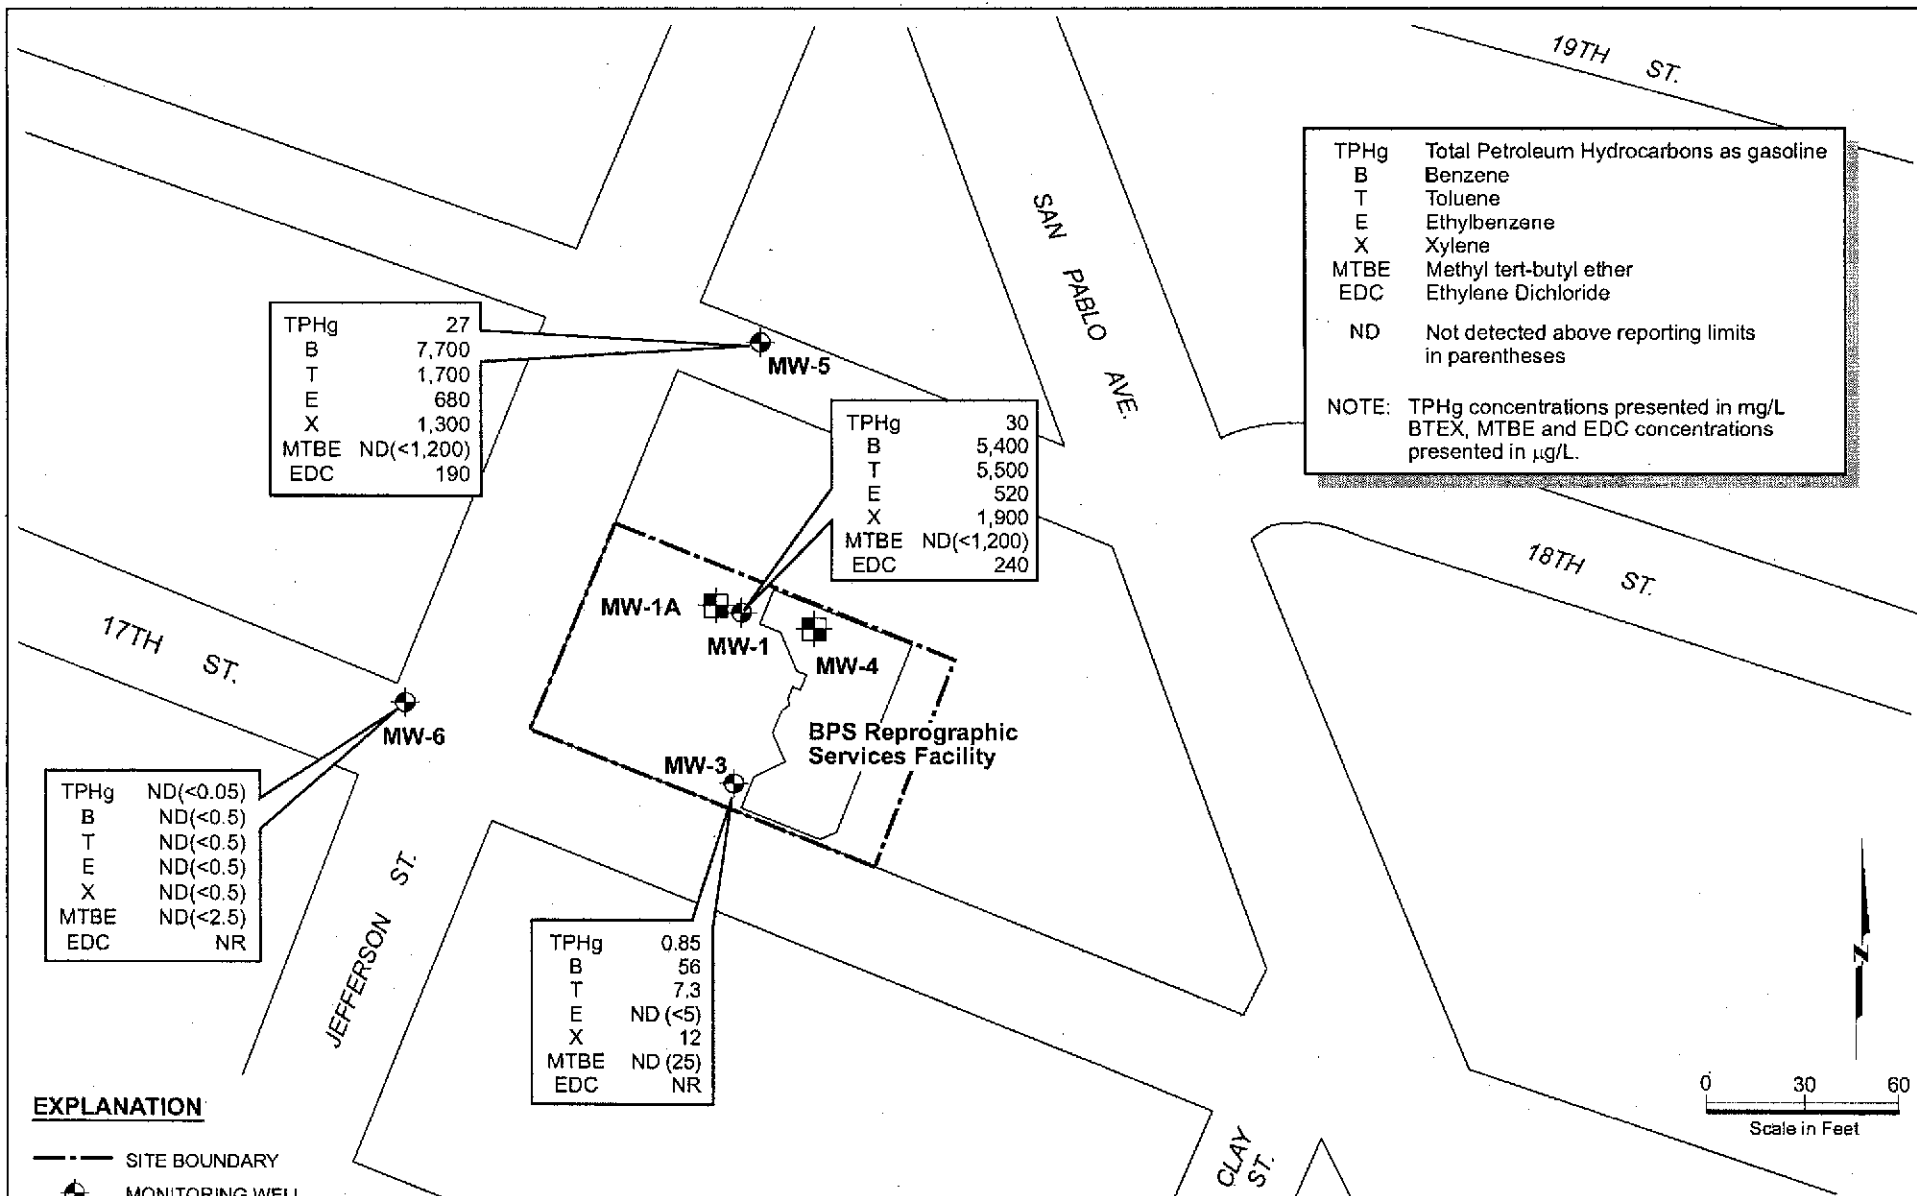 19TH ST.
TPHg Total Petroleum Hydrocarbons as gasoline
B Benzene
T Toluene
E Ethylbenzene
X Xylene
MTBE Methyl tert-butyl ether
EDC Ethylene Dichloride
ND Not detected above reporting limits
in parentheses
NOTE: TPHg concentrations presented in mg/L
BTEX, MTBE and EDC concentrations
presented in µg/L.
SAN PABLO AVE.
TPHg 27
B 7,700
T 1,700
E 680
X 1,300
MTBE ND(<1,200)
EDC 190
MW-5
TPHg 30
B 5,400
T 5,500
E 520
X 1,900
MTBE ND(<1,200)
EDC 240
18TH ST.
MW-1A
MW-1
MW-4
17TH ST.
MW-6
BPS Reprographic
Services Facility
MW-3
TPHg ND(<0.05)
B ND(<0.5)
T ND(<0.5)
E ND(<0.5)
X ND(<0.5)
MTBE ND(<2.5)
EDC NR
JEFFERSON ST.
TPHg 0.85
B 56
T 7.3
E ND (<5)
X 12
MTBE ND (25)
EDC NR
N
0 30 60
Scale in Feet
CLAY
ST.
EXPLANATION
SITE BOUNDARY
MONITORING WELL